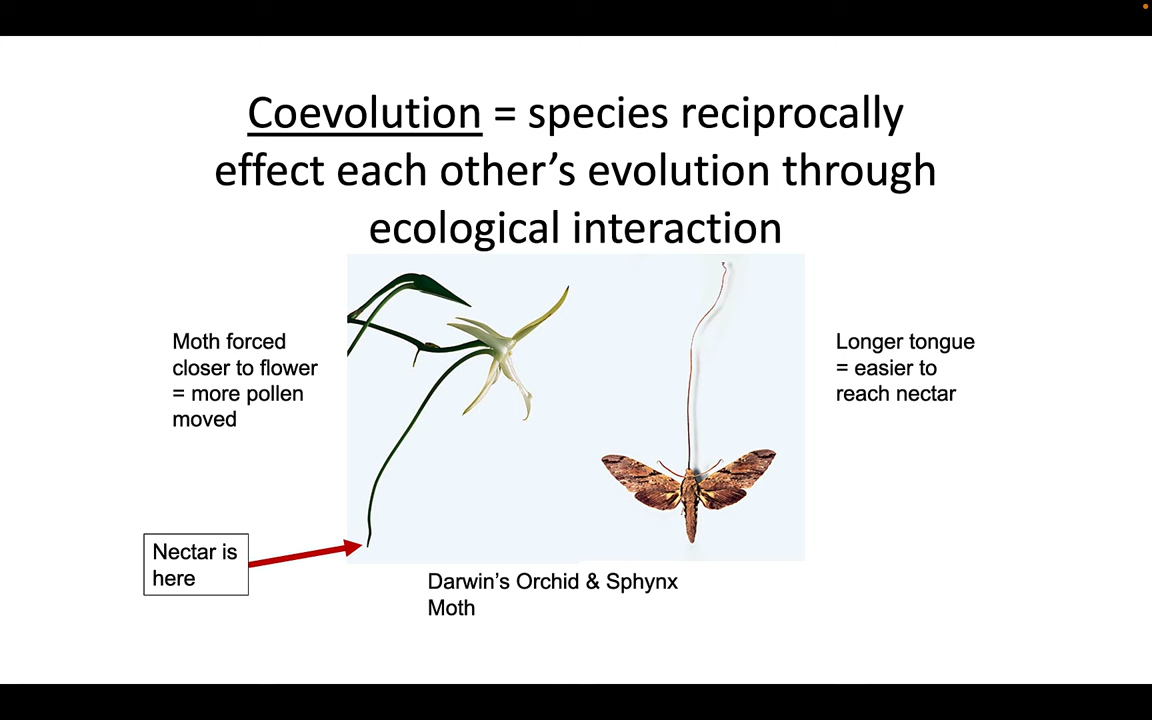 Coevolution = species reciprocally
effect each other’s evolution through
ecological interaction
Moth forced
closer to flower
= more pollen
moved
Longer tongue
= easier to
reach nectar
Nectar is
here
Darwin’s Orchid & Sphynx
Moth